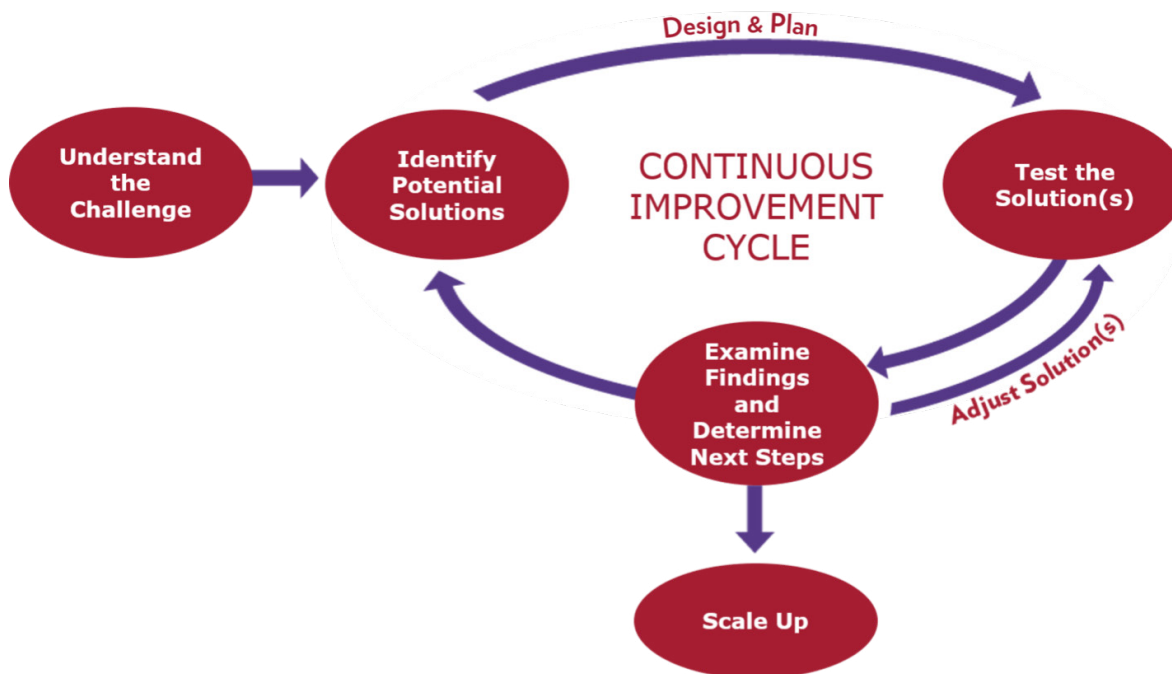 Design & Plan
Understand
the
Challenge
Identify
Potential
Solutions
CONTINUOUS
IMPROVEMENT
CYCLE
Test the
Solution(s)
Examine
Findings
and
Determine
Next Steps
Adjust Solution(s)
Scale Up